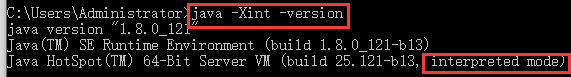 C:\Users\Administrator>java -Xint -version
java version "1.8.0_121"
Java(TM) SE Runtime Environment (build 1.8.0_121-b13)
Java HotSpot(TM) 64-Bit Server VM (build 25.121-b13, interpreted mode)